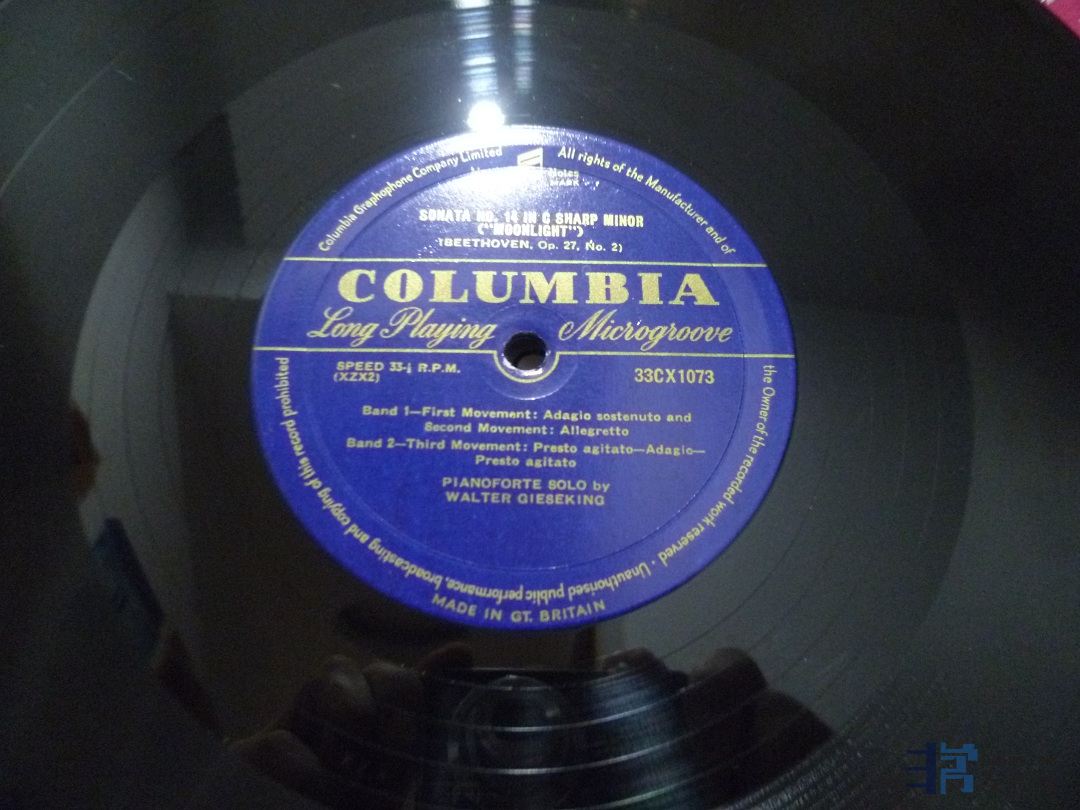 Columbia Graphophone Company Limited
All rights of the Manufacturer and of
the Owner of the recorded work reserved · Unauthorised public performance, broadcasting and copying of this record prohibited
Notes
MARK
SONATA NO. 14 IN C SHARP MINOR
("MOONLIGHT")
(BEETHOVEN, Op. 27, No. 2)
COLUMBIA
Long Playing Microgroove
SPEED 33⅓ R.P.M.
(XZX2)
33CX1073
Band 1—First Movement: Adagio sostenuto and
Second Movement: Allegretto
Band 2—Third Movement: Presto agitato—Adagio—
Presto agitato
PIANOFORTE SOLO by
WALTER GIESEKING
MADE IN GT. BRITAIN